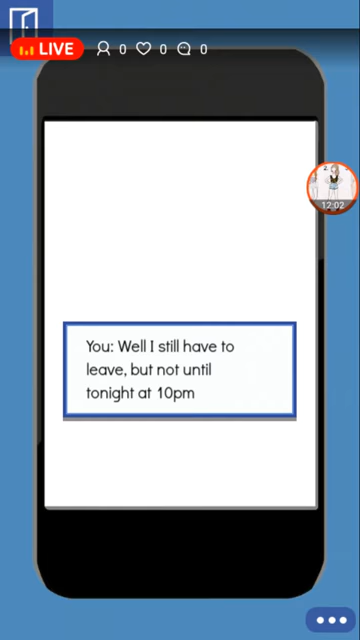 LIVE 0 0 0
12:02
You: Well I still have to
leave, but not until
tonight at 10pm